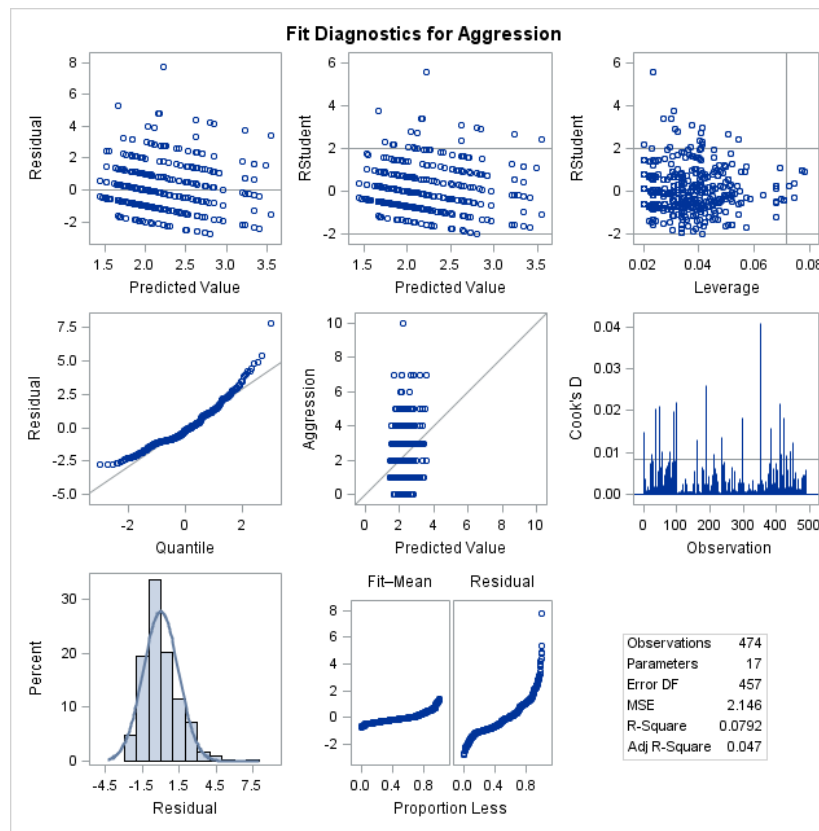 Fit Diagnostics for Aggression
8
6
4
2
0
-2
Residual
1.5 2.0 2.5 3.0 3.5
Predicted Value
6
4
2
0
-2
RStudent
1.5 2.0 2.5 3.0 3.5
Predicted Value
6
4
2
0
-2
RStudent
0.02 0.04 0.06 0.08
Leverage
7.5
5.0
2.5
0.0
-2.5
-5.0
Residual
-2 0 2
Quantile
10
8
6
4
2
0
Aggression
0 2 4 6 8 10
Predicted Value
0.04
0.03
0.02
0.01
0.00
Cook's D
0 100 200 300 400 500
Observation
30
20
10
0
Percent
-4.5 -1.5 1.5 4.5 7.5
Residual
Fit–Mean Residual
8
6
4
2
0
-2
0.0 0.4 0.8 0.0 0.4 0.8
Proportion Less
Observations 474
Parameters 17
Error DF 457
MSE 2.146
R-Square 0.0792
Adj R-Square 0.047